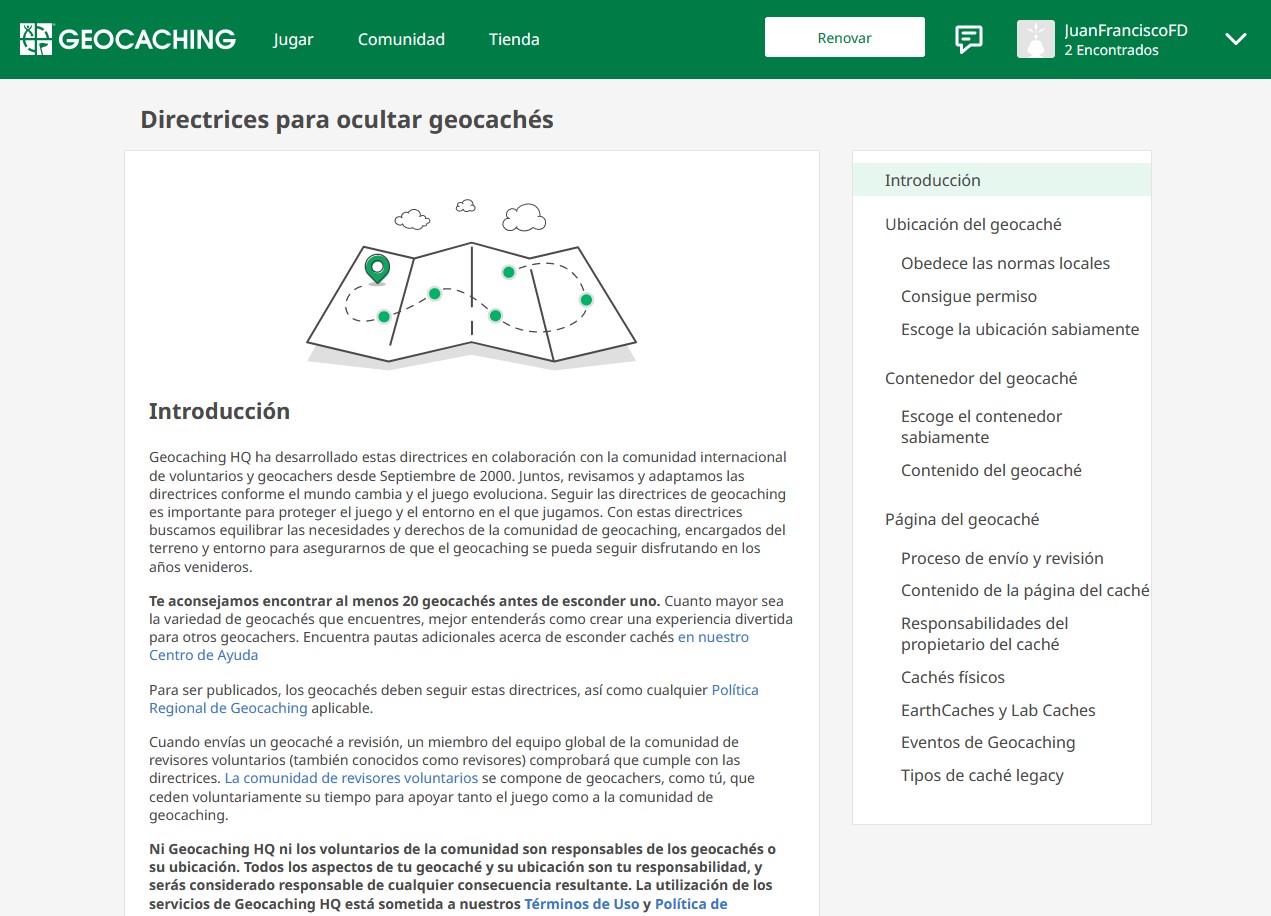 GEOCACHING
Jugar
Comunidad
Tienda
Renovar
JuanFranciscoFD
2 Encontrados
Directrices para ocultar geocachés
Introducción
Geocaching HQ ha desarrollado estas directrices en colaboración con la comunidad internacional
de voluntarios y geocachers desde Septiembre de 2000. Juntos, revisamos y adaptamos las
directrices conforme el mundo cambia y el juego evoluciona. Seguir las directrices de geocaching
es importante para proteger el juego y el entorno en el que jugamos. Con estas directrices
buscamos equilibrar las necesidades y derechos de la comunidad de geocaching, encargados del
terreno y entorno para asegurarnos de que el geocaching se pueda seguir disfrutando en los
años venideros.
Te aconsejamos encontrar al menos 20 geocachés antes de esconder uno. Cuanto mayor sea
la variedad de geocachés que encuentres, mejor entenderás como crear una experiencia divertida
para otros geocachers. Encuentra pautas adicionales acerca de esconder cachés en nuestro
Centro de Ayuda
Para ser publicados, los geocachés deben seguir estas directrices, así como cualquier Política
Regional de Geocaching aplicable.
Cuando envías un geocaché a revisión, un miembro del equipo global de la comunidad de
revisores voluntarios (también conocidos como revisores) comprobará que cumple con las
directrices. La comunidad de revisores voluntarios se compone de geocachers, como tú, que
ceden voluntariamente su tiempo para apoyar tanto el juego como a la comunidad de
geocaching.
Ni Geocaching HQ ni los voluntarios de la comunidad son responsables de los geocachés o
su ubicación. Todos los aspectos de tu geocaché y su ubicación son tu responsabilidad, y
serás considerado responsable de cualquier consecuencia resultante. La utilización de los
servicios de Geocaching HQ está sometida a nuestros Términos de Uso y Política de
Introducción
Ubicación del geocaché
Obedece las normas locales
Consigue permiso
Escoge la ubicación sabiamente
Contenedor del geocaché
Escoge el contenedor
sabiamente
Contenido del geocaché
Página del geocaché
Proceso de envío y revisión
Contenido de la página del caché
Responsabilidades del
propietario del caché
Cachés físicos
EarthCaches y Lab Caches
Eventos de Geocaching
Tipos de caché legacy